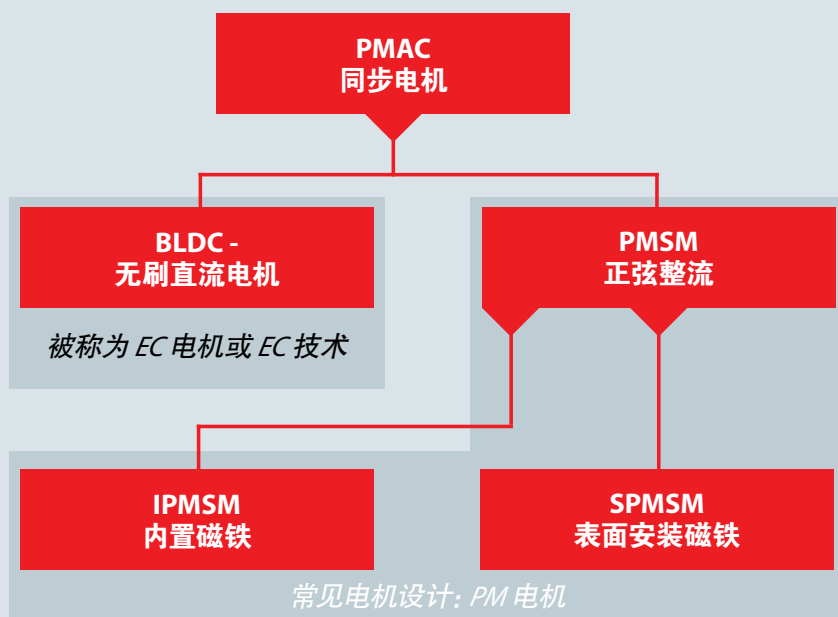 PMAC
同步电机
BLDC -
无刷直流电机
PMSM
正弦整流
被称为 EC 电机或 EC 技术
IPMSM
内置磁铁
SPMSM
表面安装磁铁
常见电机设计：PM 电机